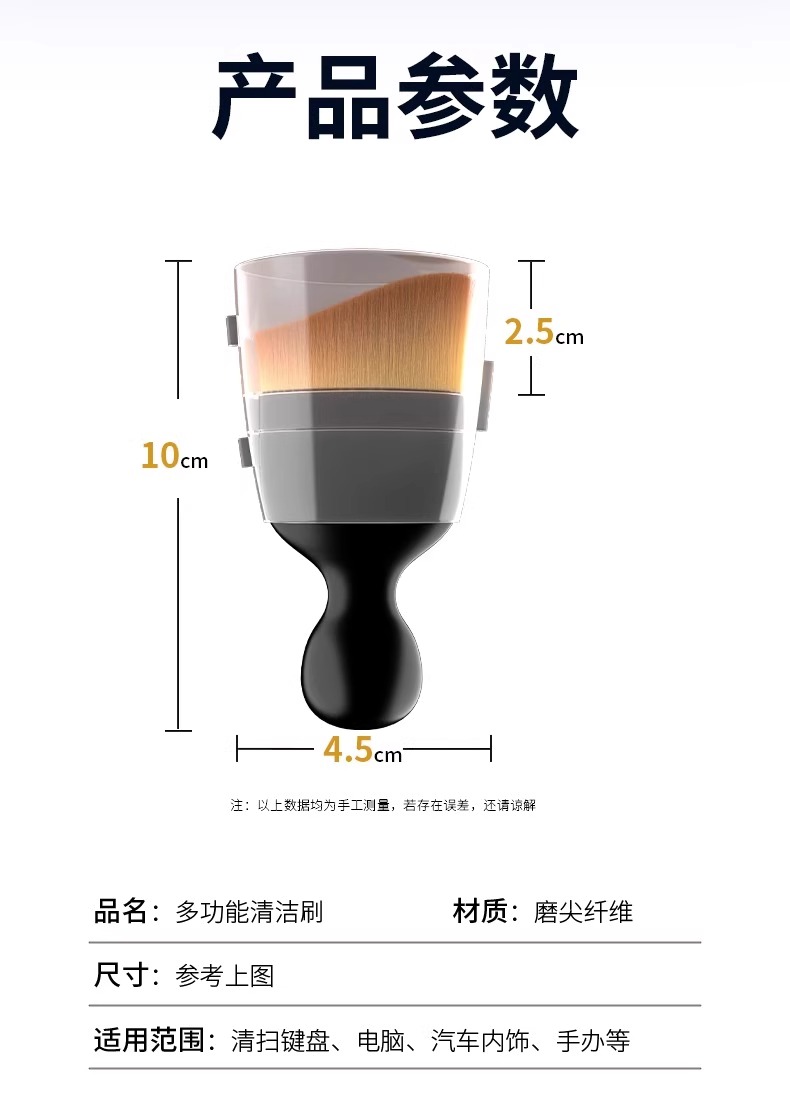 产品参数
2.5cm
10cm
4.5cm
注：以上数据均为手工测量，若存在误差，还请谅解
品名：多功能清洁刷 材质：磨尖纤维
尺寸：参考上图
适用范围：清扫键盘、电脑、汽车内饰、手办等